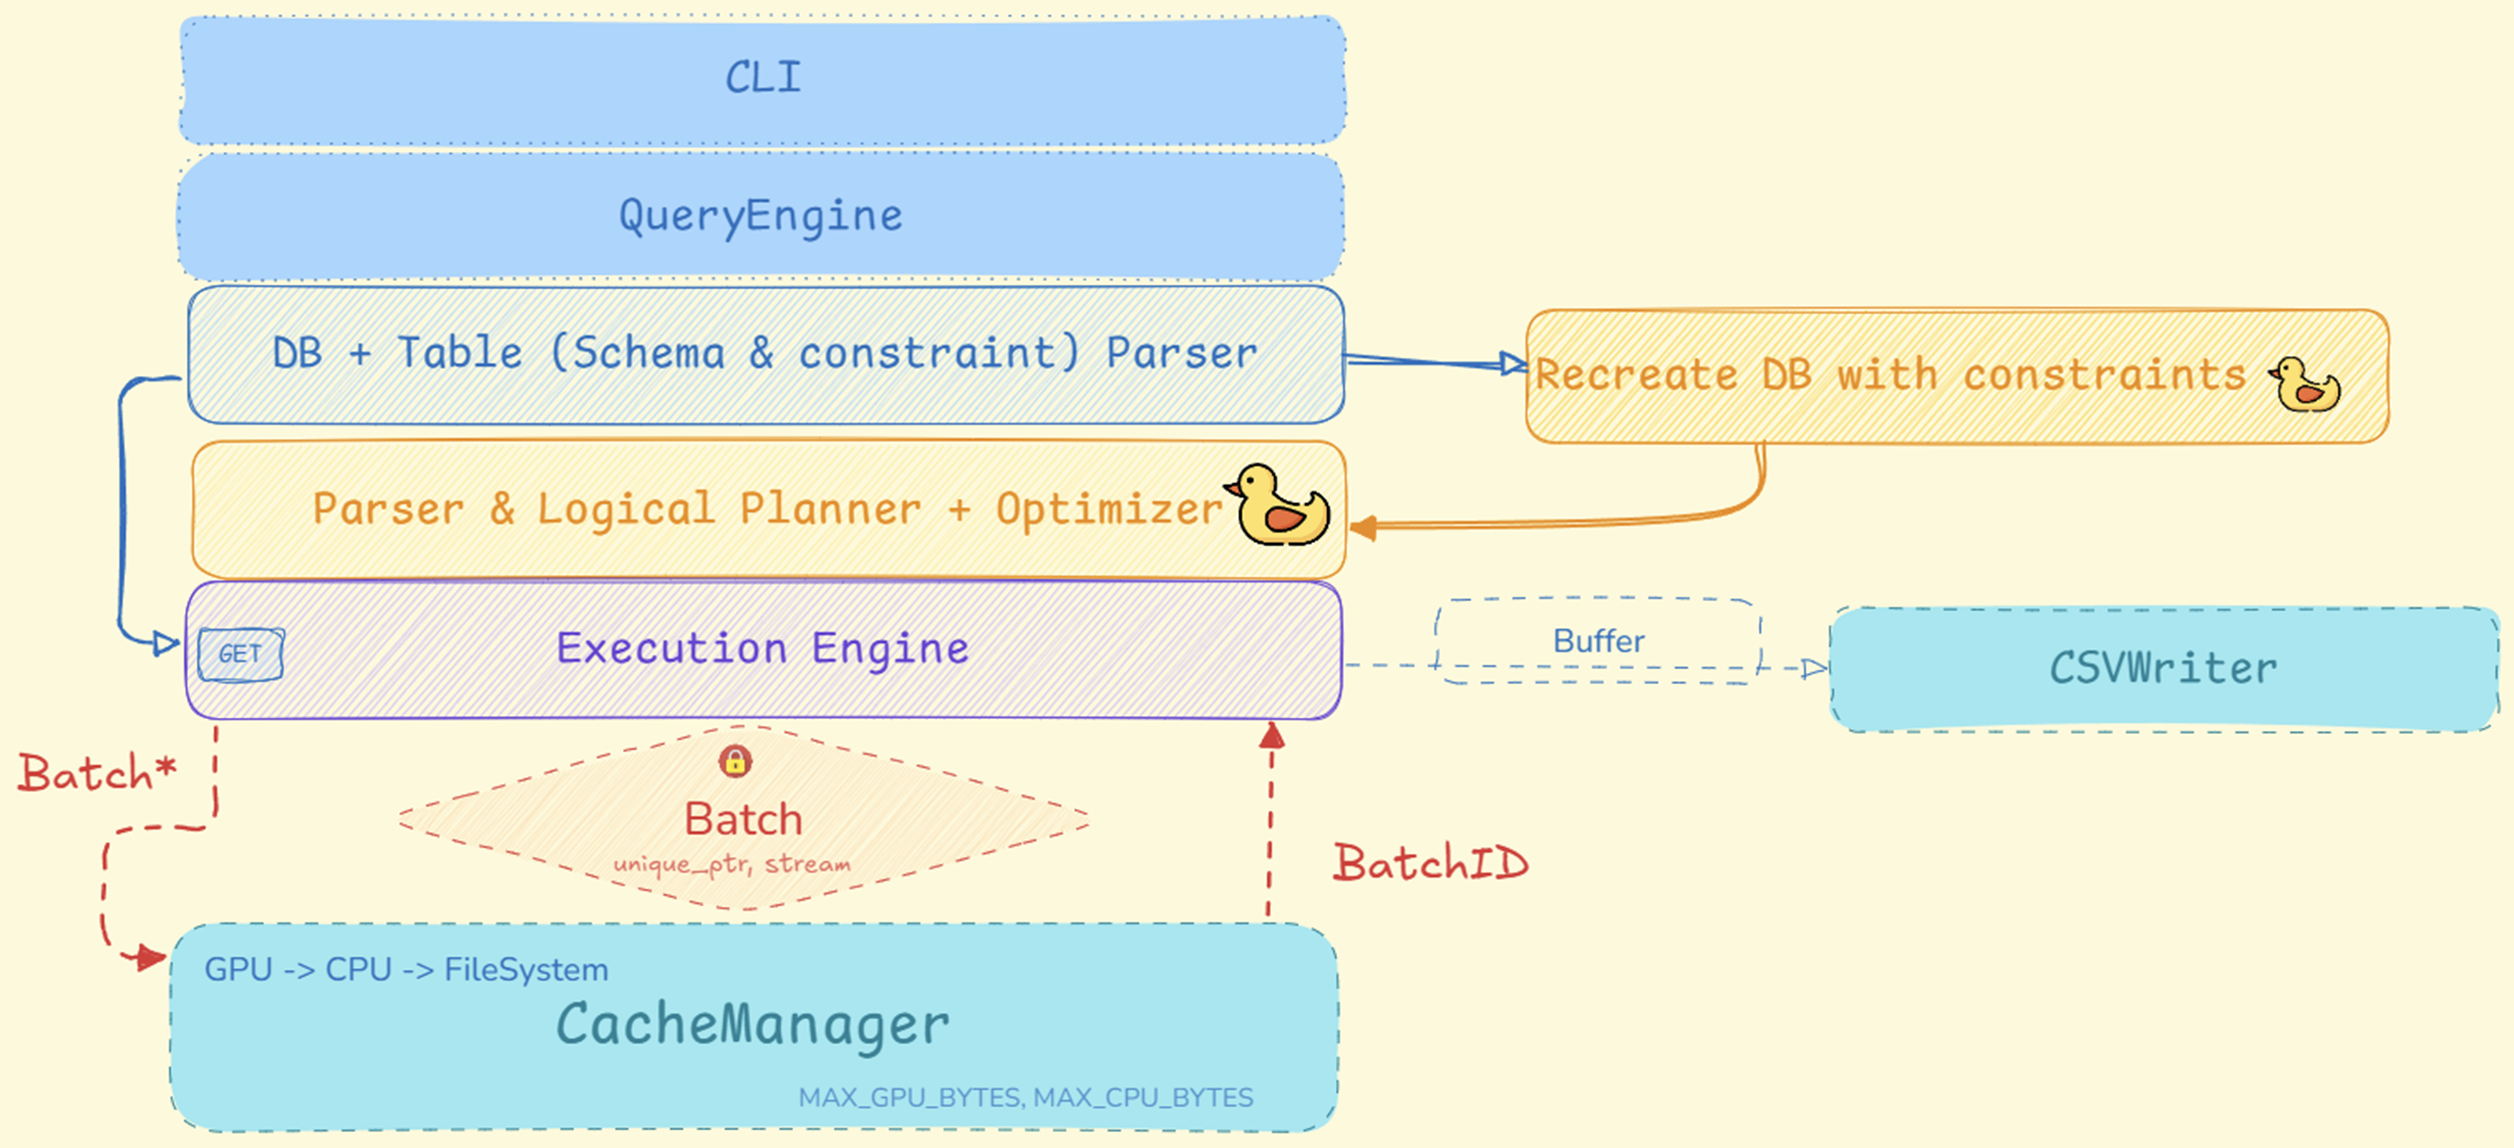 CLI
QueryEngine
DB + Table (Schema & constraint) Parser
Recreate DB with constraints
Parser & Logical Planner + Optimizer
GET
Execution Engine
Buffer
CSVWriter
Batch*
Batch
unique_ptr, stream
BatchID
GPU -> CPU -> FileSystem
CacheManager
MAX_GPU_BYTES, MAX_CPU_BYTES